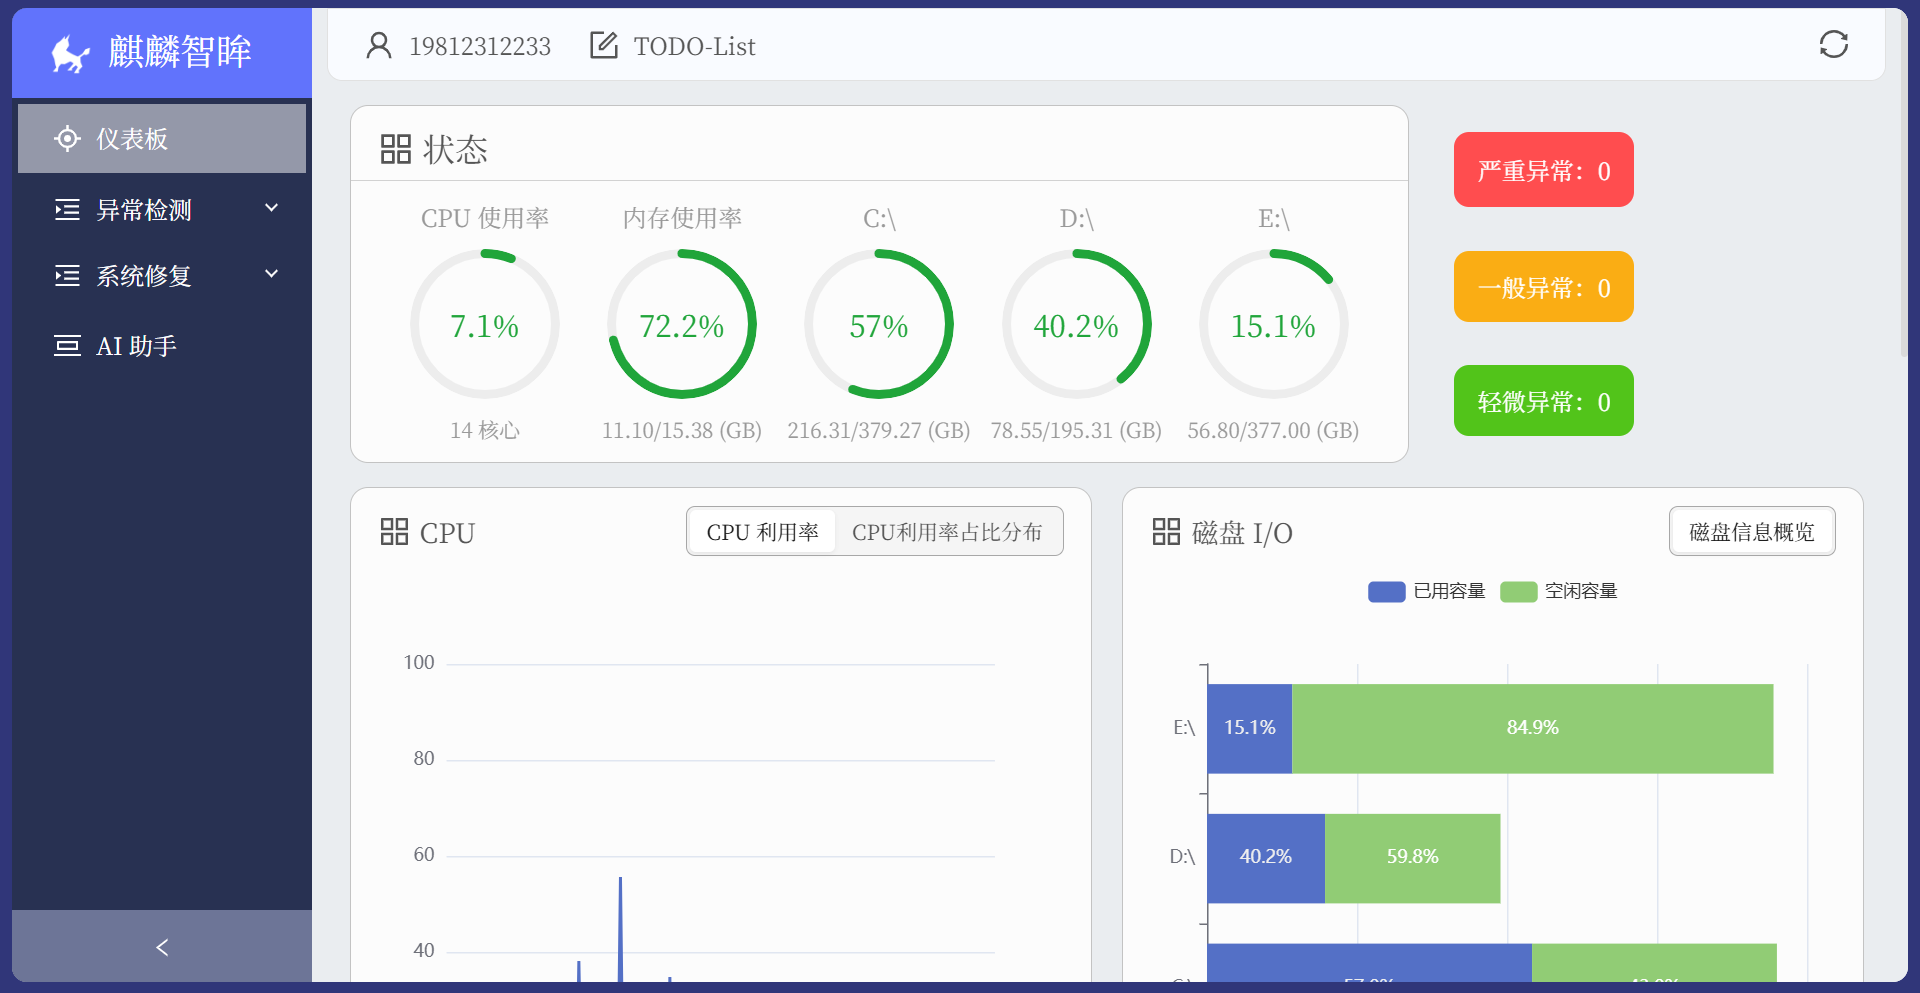 麒麟智眸
19812312233
TODO-List
仪表板
异常检测
系统修复
AI 助手
状态
CPU 使用率
内存使用率
C:\
D:\
E:\
7.1%
72.2%
57%
40.2%
15.1%
14 核心
11.10/15.38 (GB)
216.31/379.27 (GB)
78.55/195.31 (GB)
56.80/377.00 (GB)
严重异常：0
一般异常：0
轻微异常：0
CPU
CPU 利用率
CPU利用率占比分布
100
80
60
40
磁盘 I/O
磁盘信息概览
已用容量
空闲容量
E:\
15.1%
84.9%
D:\
40.2%
59.8%